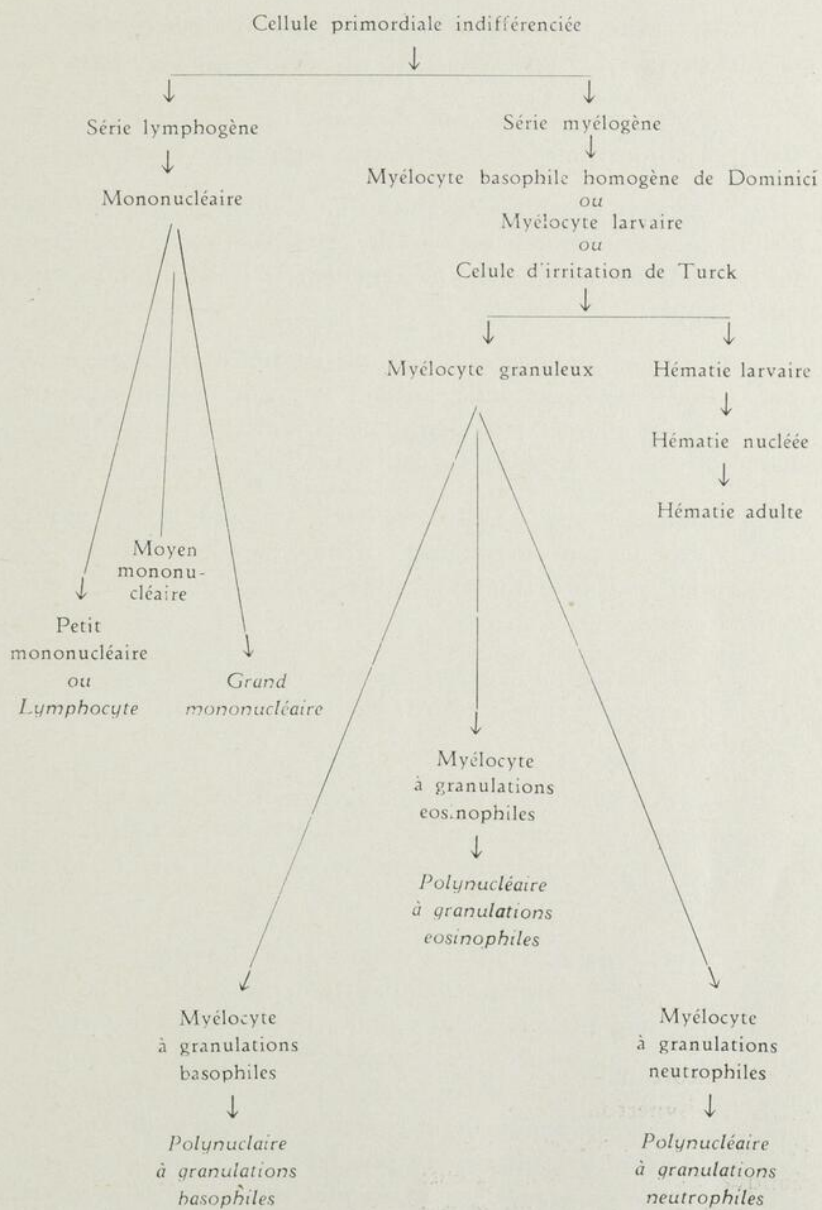 Cellule primordiale indifférenciée
Série lymphogène
Mononucléaire
Moyen
mononu-
cléaire
Petit
mononucléaire
ou
Lymphocyte
Grand
mononucléaire
Série myélogène
Myélocyte basophile homogène de Dominici
ou
Myélocyte larvaire
ou
Celule d'irritation de Turck
Myélocyte granuleux
Hématie larvaire
Hématie nucléée
Hématie adulte
Myélocyte
à granulations
eos.nophiles
Polynucléaire
à granulations
eosinophiles
Myélocyte
à granulations
basophiles
Polynuclaire
à granulations
basophiles
Myélocyte
à granulations
neutrophiles
Polynucléaire
à granulations
neutrophiles